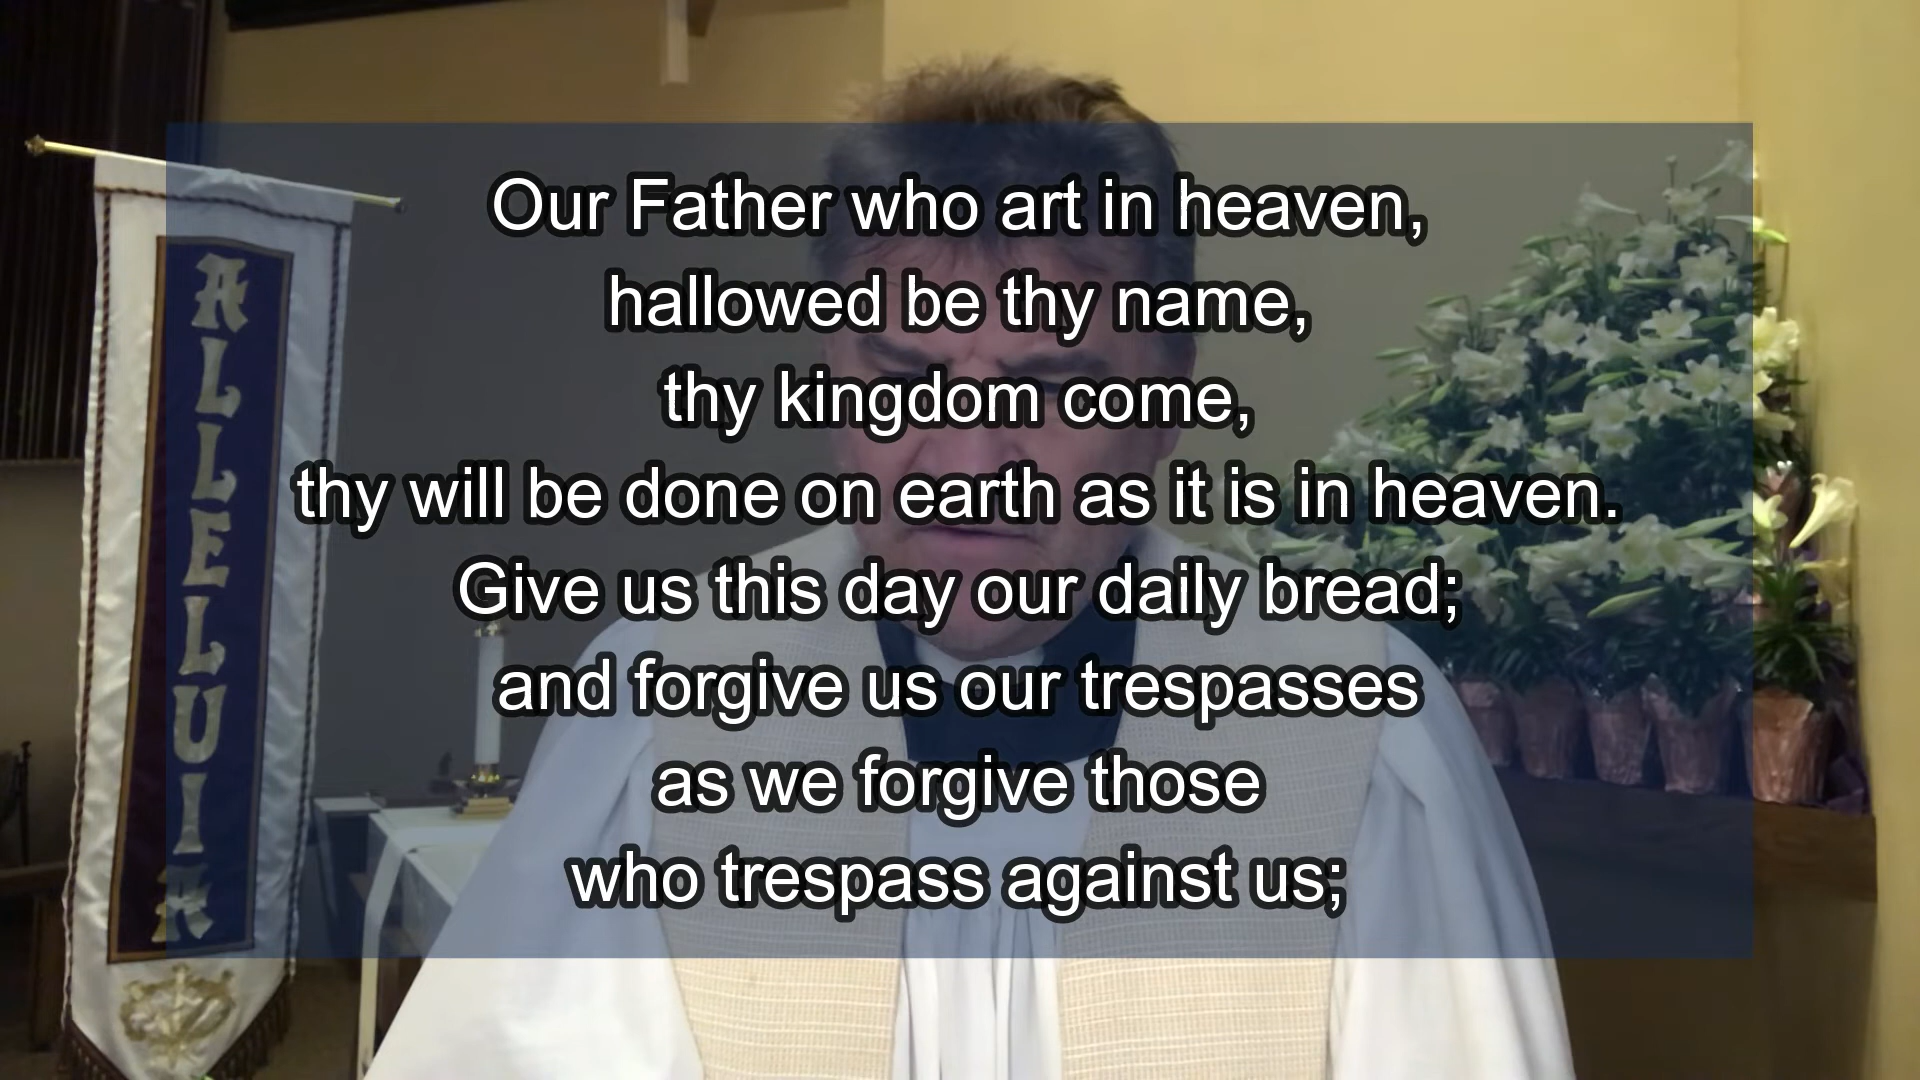 ALLELUIA
Our Father who art in heaven,
hallowed be thy name,
thy kingdom come,
thy will be done on earth as it is in heaven.
Give us this day our daily bread;
and forgive us our trespasses
as we forgive those
who trespass against us;